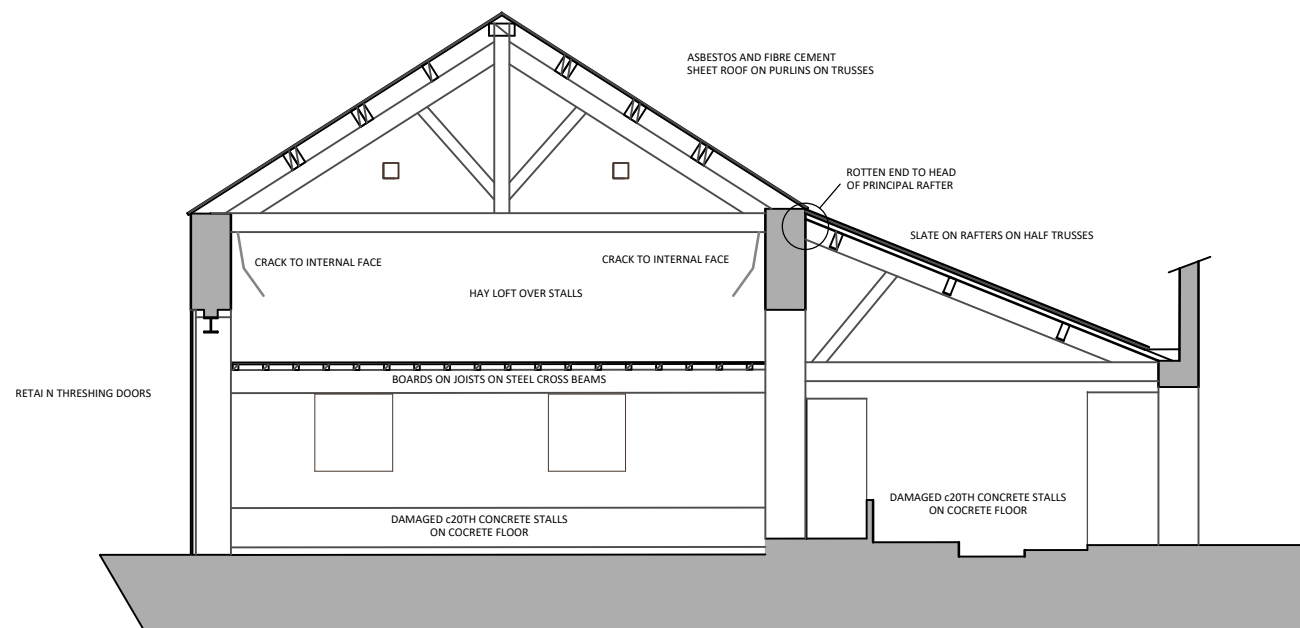 ASBESTOS AND FIBRE CEMENT
SHEET ROOF ON PURLINS ON TRUSSES
ROTTEN END TO HEAD
OF PRINCIPAL RAFTER
SLATE ON RAFTERS ON HALF TRUSSES
CRACK TO INTERNAL FACE
CRACK TO INTERNAL FACE
HAY LOFT OVER STALLS
BOARDS ON JOISTS ON STEEL CROSS BEAMS
RETAI N THRESHING DOORS
DAMAGED c20TH CONCRETE STALLS
ON COCRETE FLOOR
DAMAGED c20TH CONCRETE STALLS
ON COCRETE FLOOR